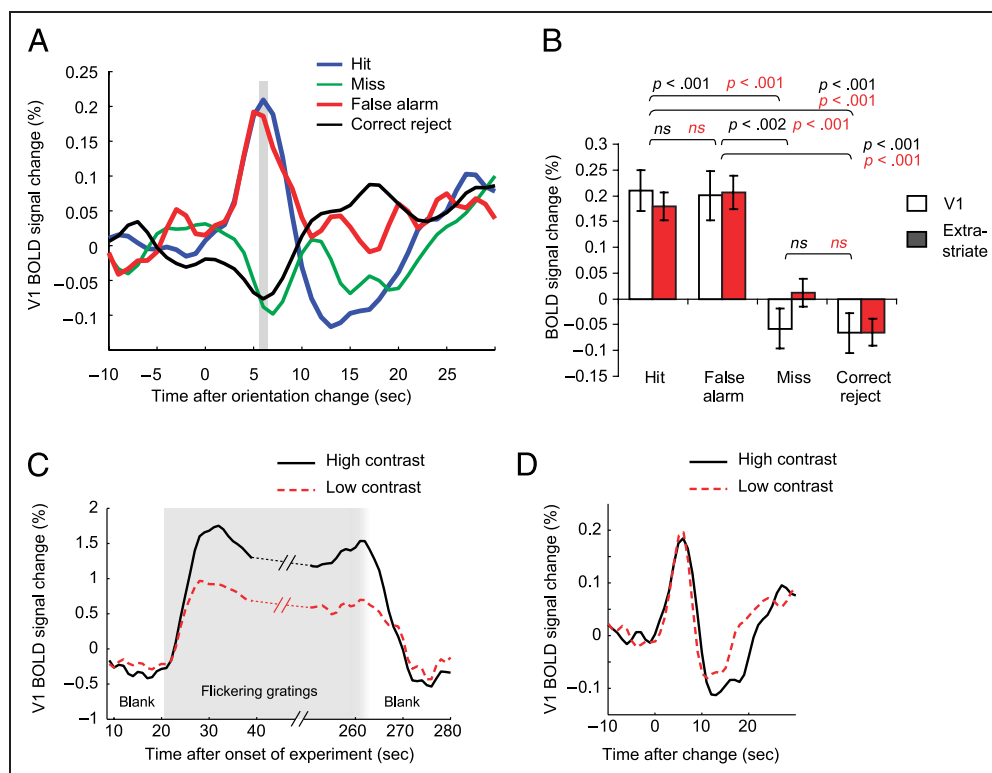 A
Hit
Miss
False alarm
Correct reject
V1 BOLD signal change (%)
0.25
0.2
0.15
0.1
0.05
0
−0.05
−0.1
−10 −5 0 5 10 15 20 25
Time after orientation change (sec)
B
p < .001 p < .001 p < .001
p < .001
ns ns p < .002 p < .001
p < .001
p < .001
ns ns
BOLD signal change (%)
0.3
0.25
0.2
0.15
0.1
0.05
0
−0.05
−0.1
−0.15
Hit False Miss Correct
alarm reject
V1
Extra-
striate
C
High contrast
Low contrast
V1 BOLD signal change (%)
2
1.5
1
0.5
0
−0.5
−1
Blank Flickering gratings Blank
10 20 30 40 260 270 280
Time after onset of experiment (sec)
D
High contrast
Low contrast
V1 BOLD signal change (%)
0.2
0.1
0
−0.1
−10 0 10 20
Time after change (sec)